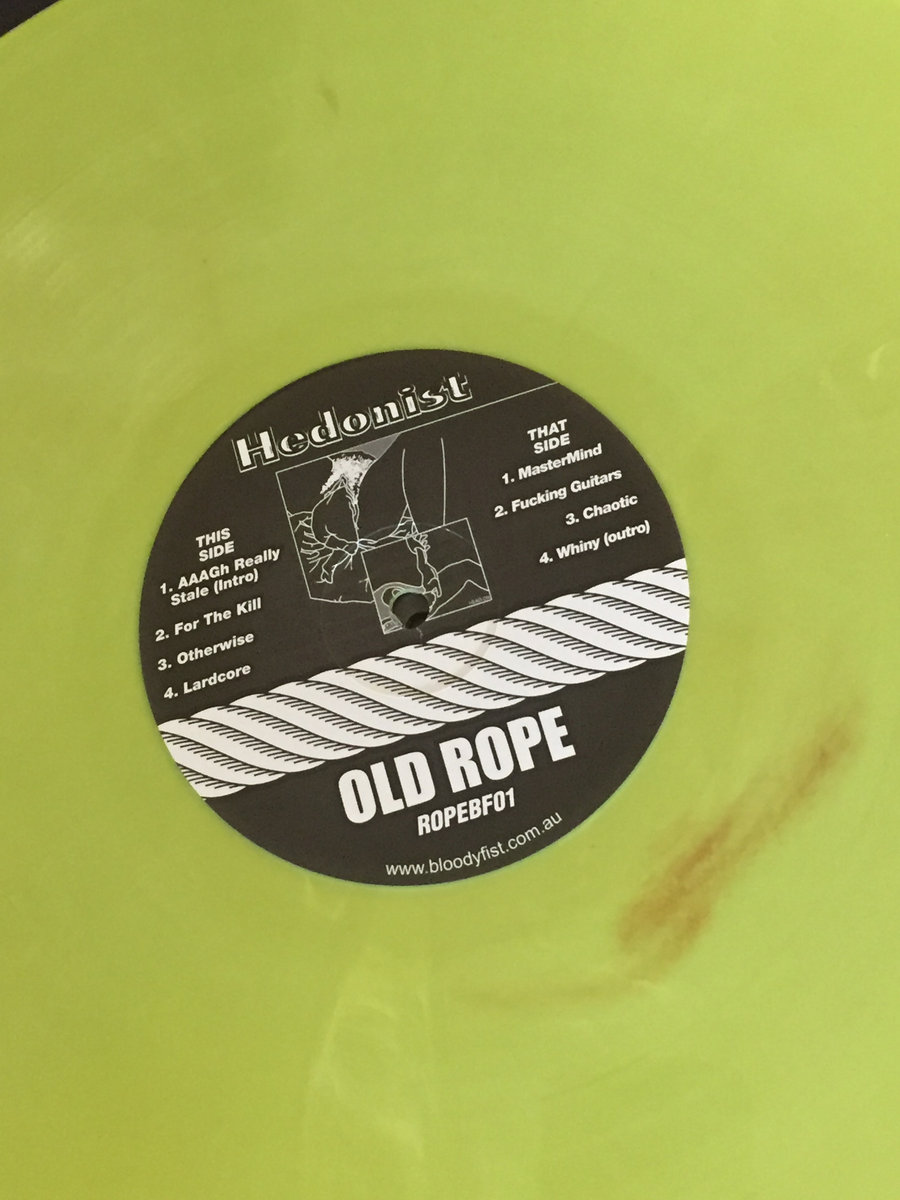 Hedonist
THIS
SIDE
1. AAAGh Really
Stale (Intro)
2. For The Kill
3. Otherwise
4. Lardcore
THAT
SIDE
1. MasterMind
2. Fucking Guitars
3. Chaotic
4. Whiny (outro)
OLD ROPE
ROPEBF01
www.bloodyfist.com.au